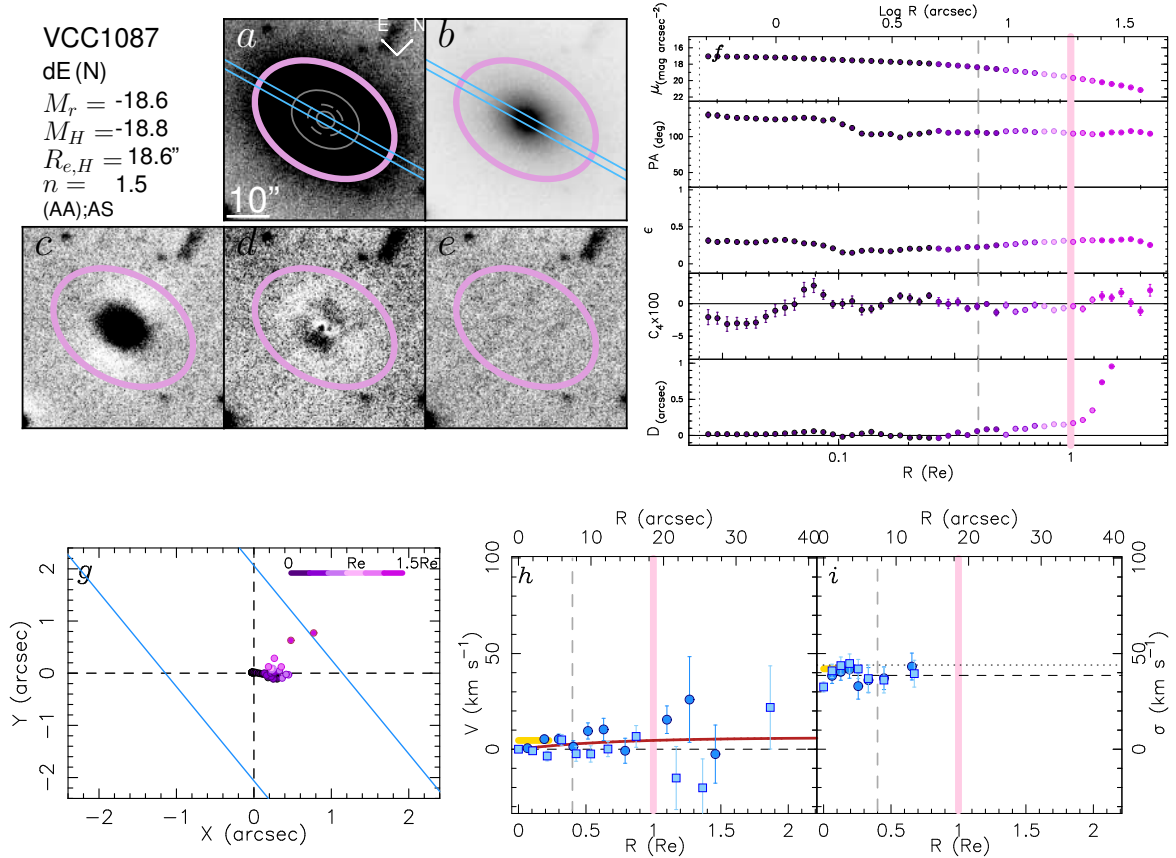 VCC1087
dE (N)
M_r = -18.6
M_H = -18.8
R_{e,H} = 18.6”
n = 1.5
(AA);AS
a
E
N
10”
b
c
d
e
Log R (arcsec)
0 0.5 1 1.5
f
μ(mag arcsec⁻²)
16
18
20
22
PA (deg)
100
50
ϵ
1
0.5
0
C₄x100
0
−5
D (arcsec)
1
0.5
0
0.1 1
R (Re)
g
0 Re 1.5Re
Y (arcsec)
2
1
0
−1
−2
−2 −1 0 1 2
X (arcsec)
R (arcsec)
0 10 20 30 40
h
V (km s⁻¹)
100
50
0
0 0.5 1 1.5 2
R (Re)
R (arcsec)
0 10 20 30 40
i
σ (km s⁻¹)
100
50
0
0 0.5 1 1.5 2
R (Re)